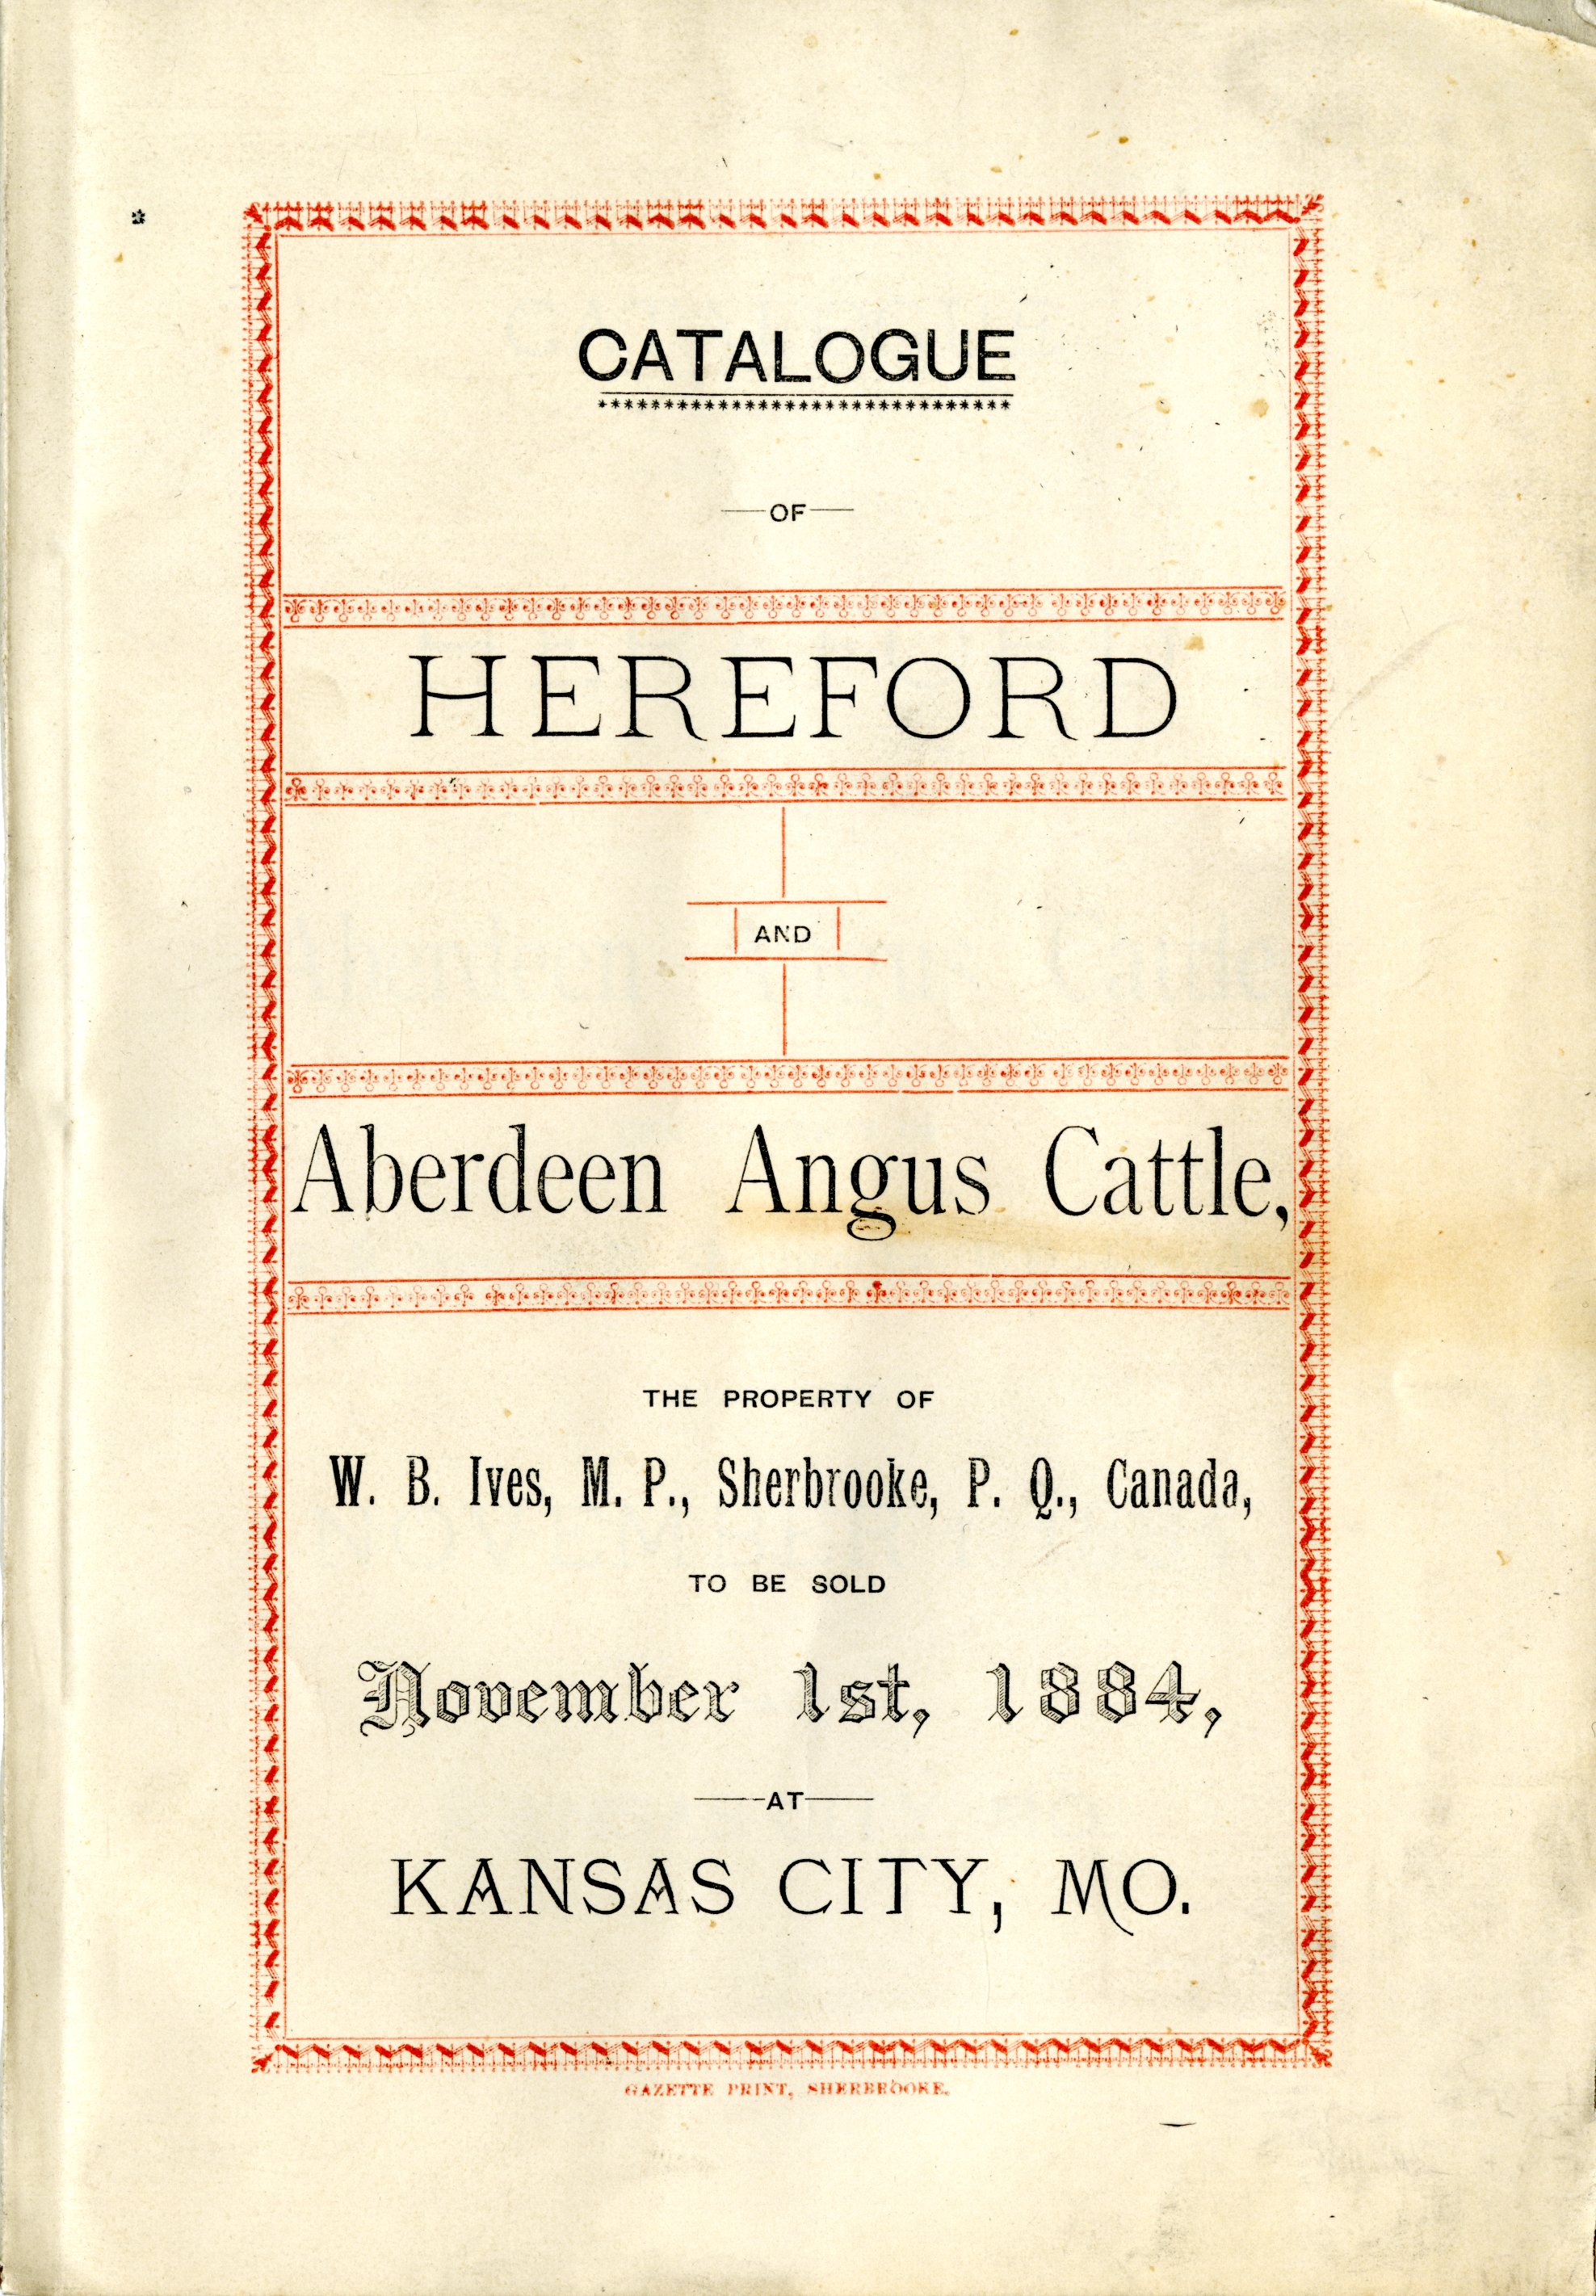 CATALOGUE
—OF—
HEREFORD
AND
Aberdeen Angus Cattle,
THE PROPERTY OF
W. B. Ives, M. P., Sherbrooke, P. Q., Canada,
TO BE SOLD
November 1st, 1884,
—AT—
KANSAS CITY, MO.
GAZETTE PRINT, SHERBROOKE.